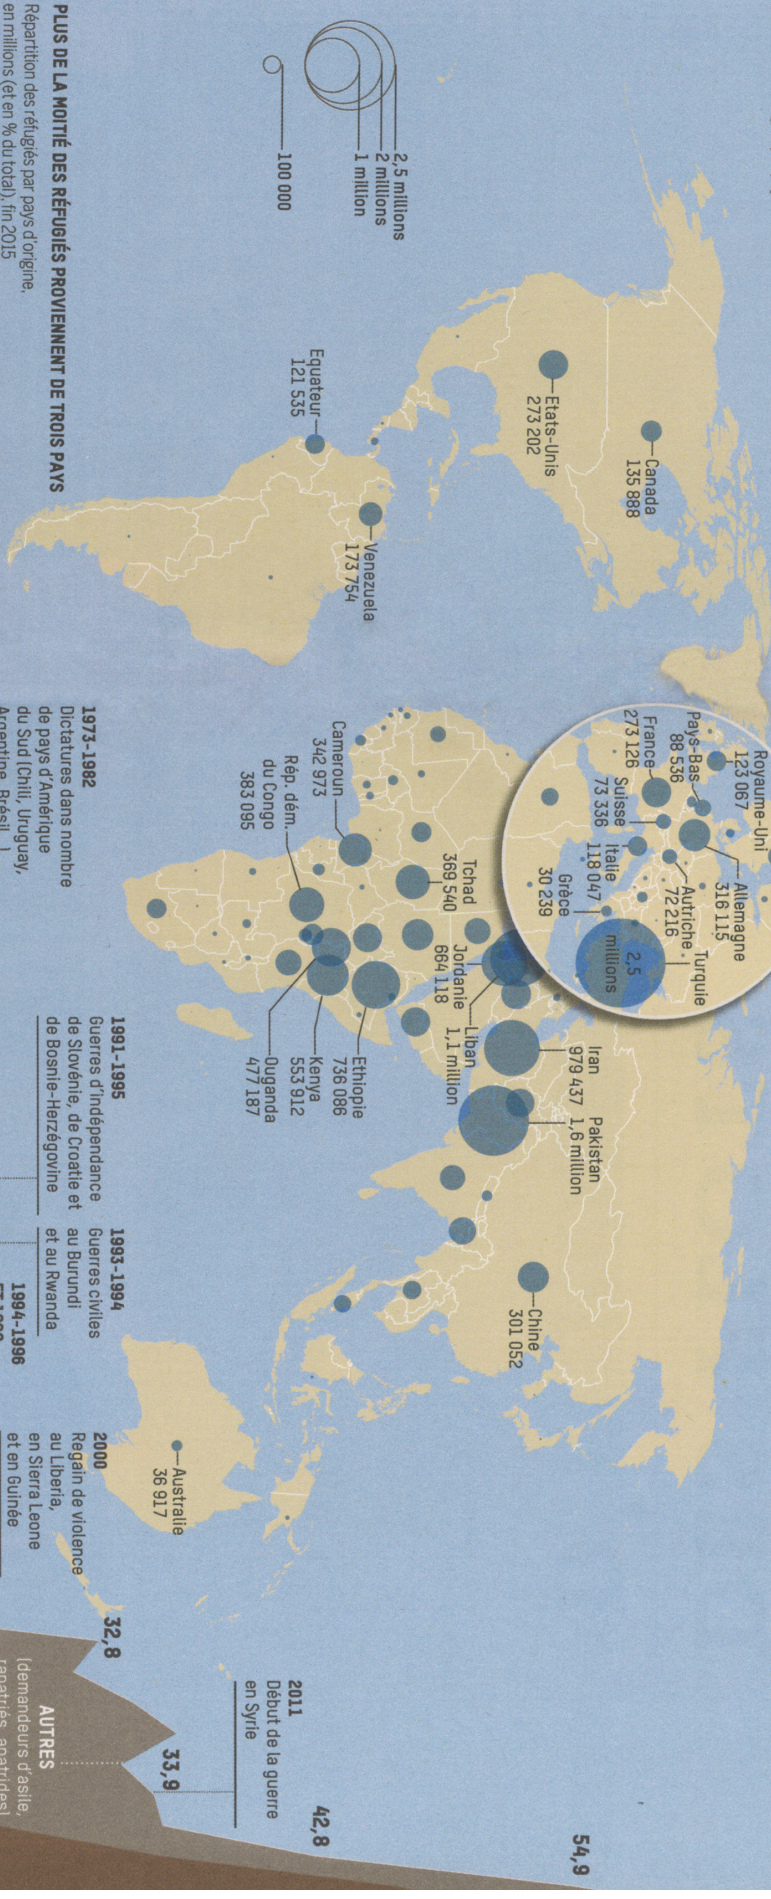 2,5 millions
2 millions
1 million
100 000
Canada
135 888
Etats-Unis
273 202
Equateur
121 535
Venezuela
173 754
Royaume-Uni
123 067
Pays-Bas
88 536
France
273 126
Suisse
73 336
Italie
118 047
Grèce
30 239
Allemagne
316 115
Autriche
72 216
Turquie
2,5
millions
Cameroun
342 973
Rép. dém.
du Congo
383 095
Tchad
369 540
Jordanie
664 118
Liban
1,1 million
Iran
979 437
Pakistan
1,6 million
Ethiopie
736 086
Kenya
553 912
Ouganda
477 187
Chine
301 052
Australie
36 917
PLUS DE LA MOITIÉ DES RÉFUGIÉS PROVIENNENT DE TROIS PAYS
Répartition des réfugiés par pays d'origine,
en millions (et en % du total), fin 2015
1973-1982
Dictatures dans nombre
de pays d'Amérique
du Sud (Chili, Uruguay,
Argentine, Brésil...)
1991-1995
Guerres d'indépendance
de Slovénie, de Croatie et
de Bosnie-Herzégovine
1993-1994
Guerres civiles
au Burundi
et au Rwanda
1994-1996
2000
Regain de violence
au Liberia,
en Sierra Leone
et en Guinée
2011
Début de la guerre
en Syrie
32,8
33,9
42,8
54,9
AUTRES
(demandeurs d'asile,
rapatriés, apatrides)